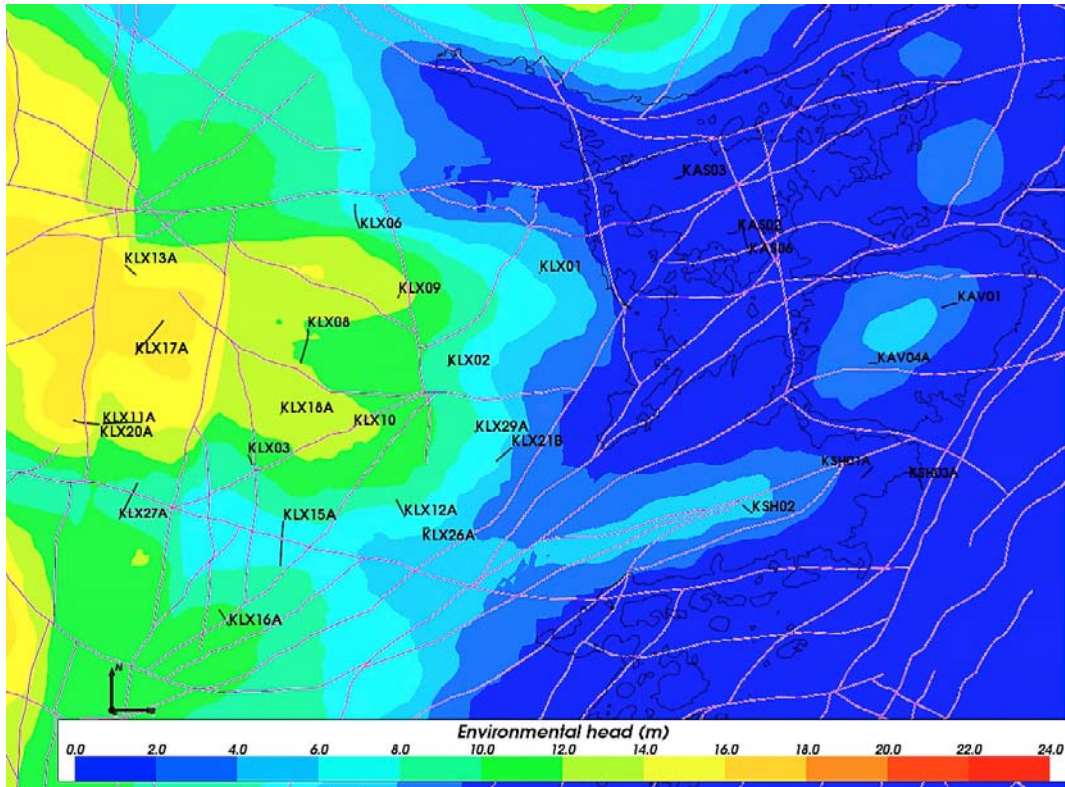 KAS03
KLX06
KAS02
KAS06
KLX13A
KLX01
KLX09
KAV01
KLX08
KLX17A
KLX02
KAV04A
KLX18A
KLX11A
KLX10
KLX20A
KLX29A
KLX21B
KLX03
KSH01A
KSH03A
KLX27A
KLX15A
KLX12A
KSH02
KLX26A
KLX16A
N
Environmental head (m)
0.0 2.0 4.0 6.0 8.0 10.0 12.0 14.0 16.0 18.0 20.0 22.0 24.0